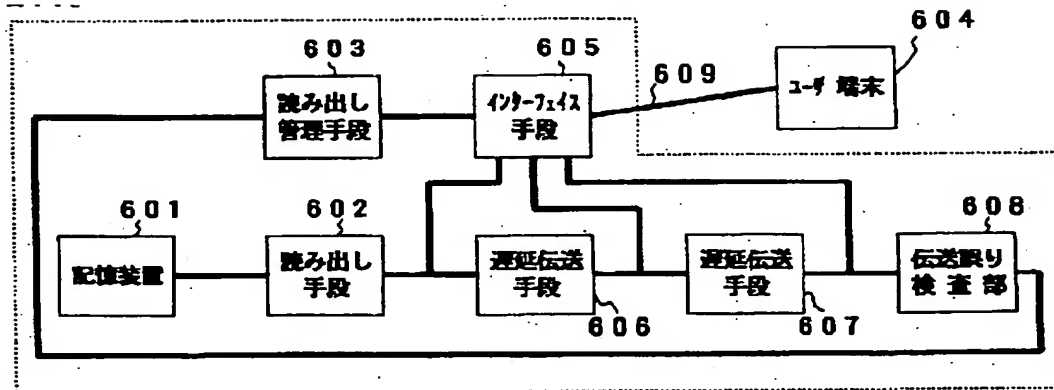 603
605
604
609
読み出し
管理手段
インターフェイス
手段
ユーザ 端末
601
602
608
記憶装置
読み出し
手段
遅延伝送
手段
遅延伝送
手段
伝送誤り
検査部
606
607